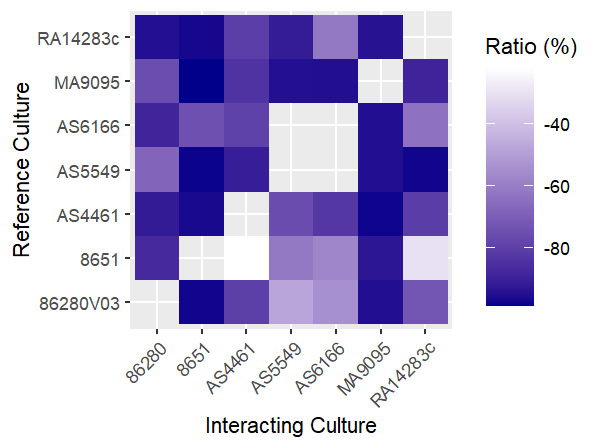 Reference Culture
RA14283c
MA9095
AS6166
AS5549
AS4461
8651
86280V03
86280
8651
AS4461
AS5549
AS6166
MA9095
RA14283c
Interacting Culture
Ratio (%)
-40
-60
-80